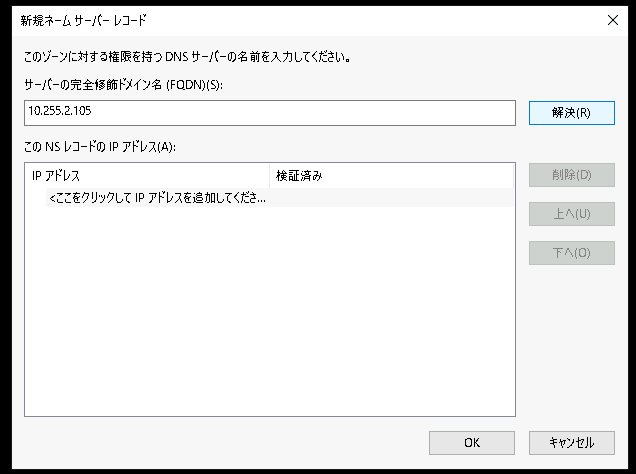 新規ネーム サーバー レコード
このゾーンに対する権限を持つ DNS サーバーの名前を入力してください。
サーバーの完全修飾ドメイン名 (FQDN)(S):
10.255.2.105
解決(R)
この NS レコードの IP アドレス(A):
IP アドレス 検証済み
<ここをクリックして IP アドレスを追加してくださ...
削除(D)
上へ(U)
下へ(O)
OK キャンセル